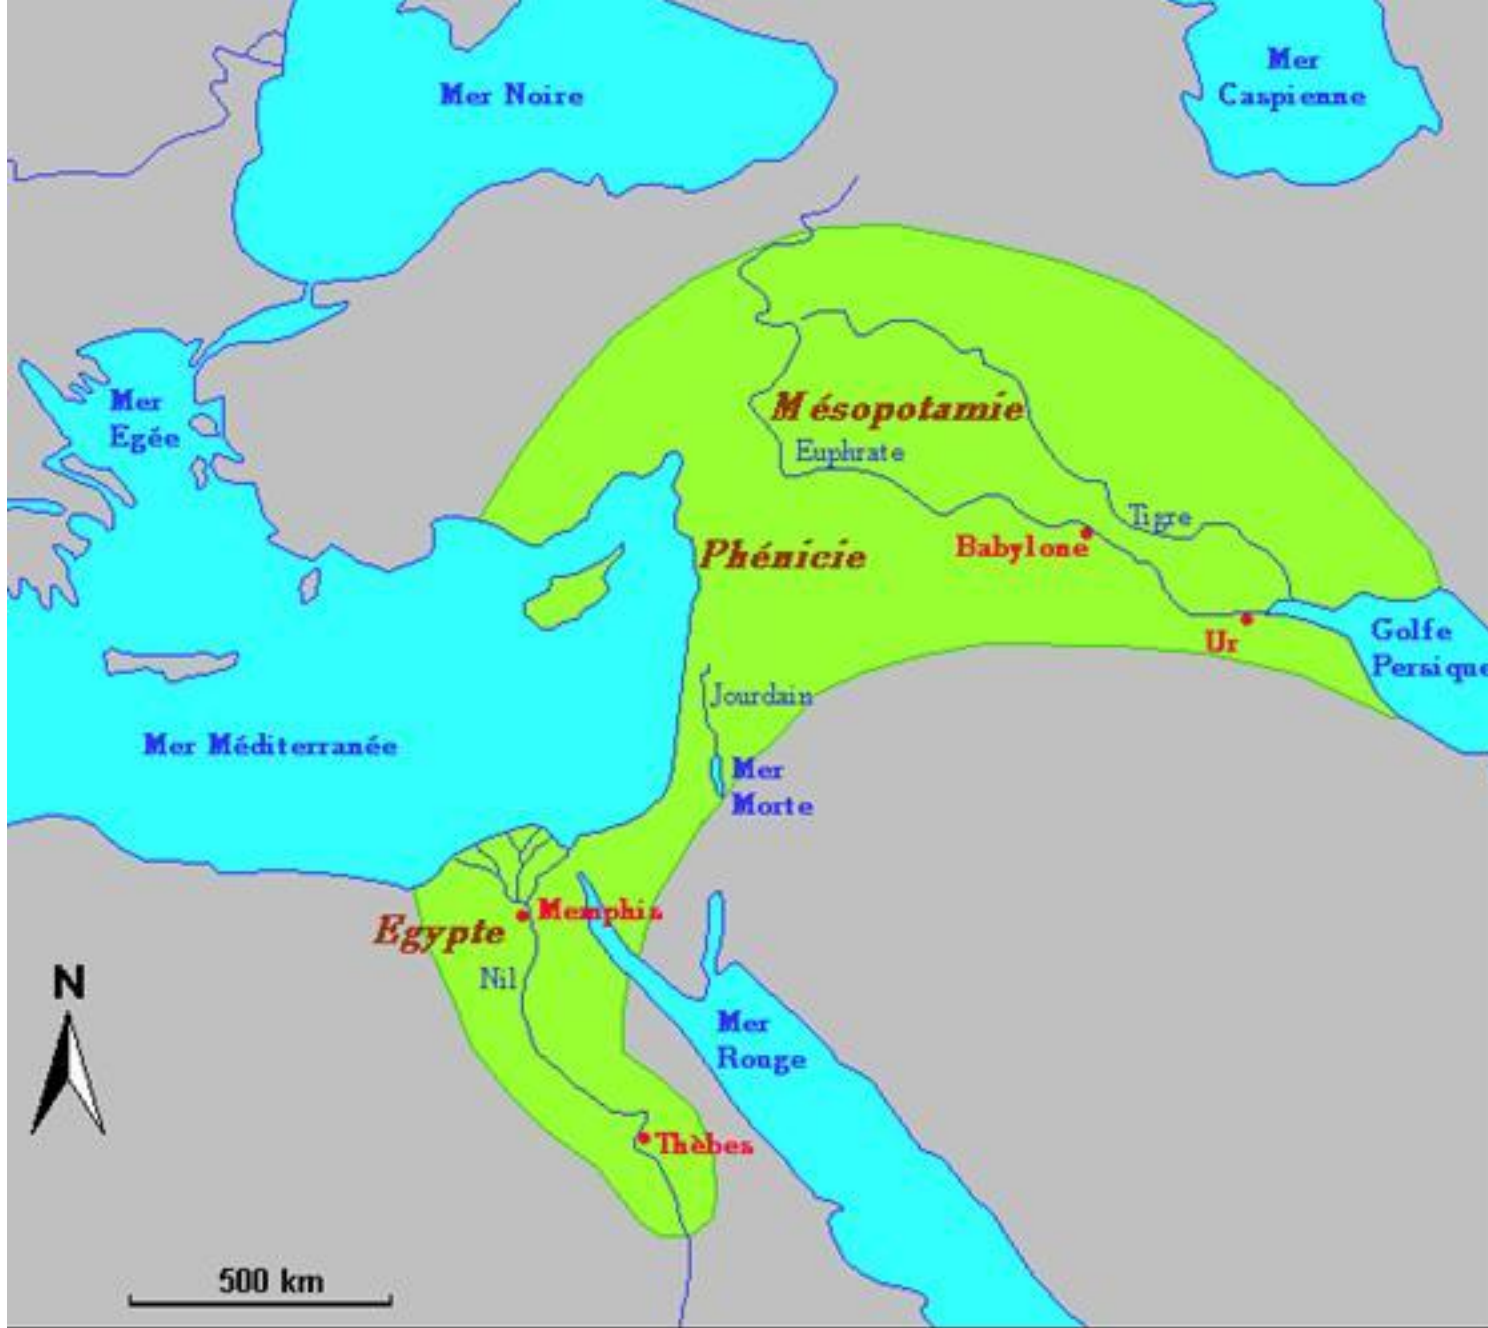 Mer
Caspienne
Mer Noire
Mer
Egée
Mésopotamie
Euphrate
Tigre
Babylone
Phénicie
Ur
Golfe
Persique
Jourdain
Mer Méditerranée
Mer
Morte
Memphis
Egypte
Nil
N
Mer
Rouge
Thèbes
500 km